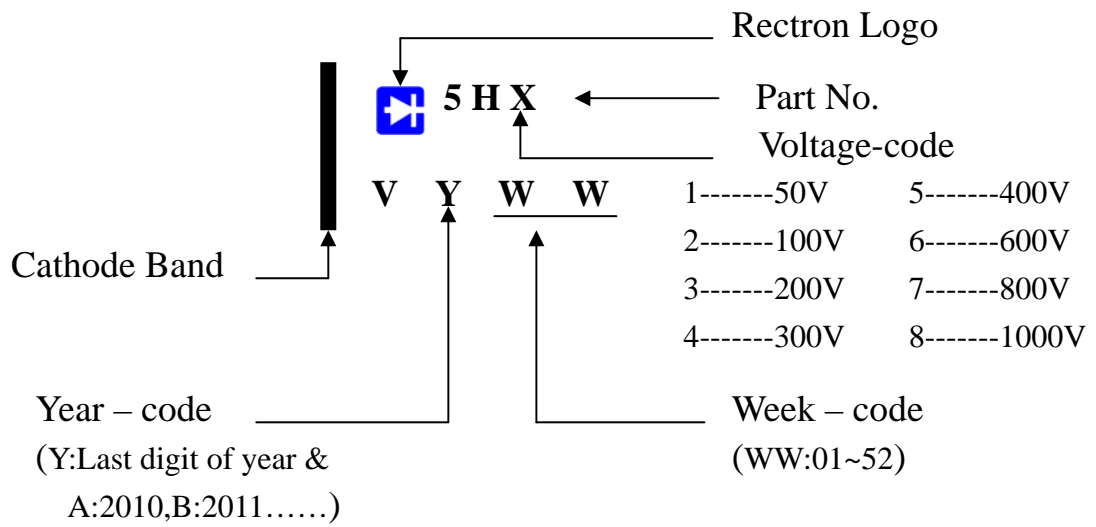 Rectron Logo
5 H X
Part No.
Voltage-code
V Y W W
1-------50V 5-------400V
2-------100V 6-------600V
Cathode Band
3-------200V 7-------800V
4-------300V 8-------1000V
Year – code
Week – code
(Y:Last digit of year &
(WW:01~52)
A:2010,B:2011……)